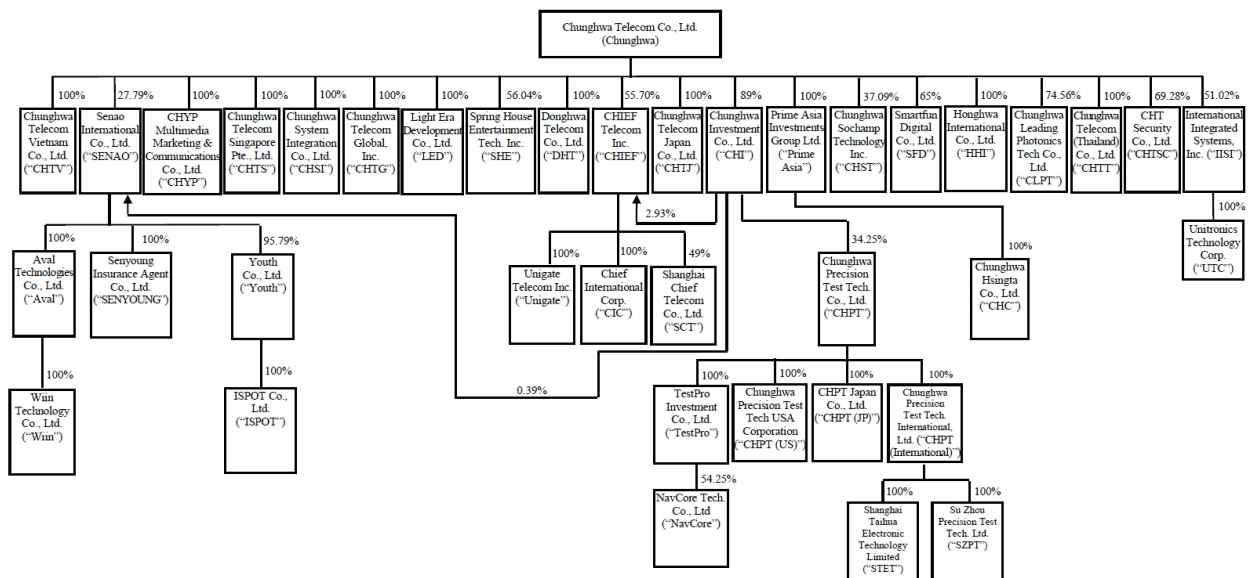 Chunghwa Telecom Co., Ltd.
(Chunghwa)
100%
Chunghwa
Telecom
Vietnam
Co., Ltd.
(“CHTV”)
27.79%
Senao
International
Co., Ltd.
(“SENAO”)
100%
CHYP
Multimedia
Marketing &
Communications
Co., Ltd.
(“CHYP”)
100%
Chunghwa
Telecom
Singapore
Pte., Ltd.
(“CHTS”)
100%
Chunghwa
System
Integration
Co., Ltd.
(“CHSI”)
100%
Chunghwa
Telecom
Global,
Inc.
(“CHTG”)
100%
Light Era
Development
Co., Ltd.
(“LED”)
56.04%
Spring House
Entertainment
Tech. Inc.
(“SHE”)
100%
Donghwa
Telecom
Co., Ltd.
(“DHT”)
55.70%
CHIEF
Telecom
Inc.
(“CHIEF”)
100%
Chunghwa
Telecom
Japan Co.,
Ltd.
(“CHTJ”)
89%
Chunghwa
Investment
Co., Ltd.
(“CHI”)
100%
Prime Asia
Investments
Group Ltd.
(“Prime
Asia”)
37.09%
Chunghwa
Sochamp
Technology
Inc.
(“CHST”)
65%
Smartfun
Digital
Co., Ltd.
(“SFD”)
100%
Honghwa
International
Co., Ltd.
(“HHI”)
74.56%
Chunghwa
Leading
Photonics
Tech Co.,
Ltd.
(“CLPT”)
100%
Chunghwa
Telecom
(Thailand)
Co., Ltd.
(“CHTT”)
69.28%
CHT
Security
Co., Ltd.
(“CHTSC”)
51.02%
International
Integrated
Systems,
Inc. (“IISI”)
2.93%
0.39%
100%
Aval
Technologies
Co., Ltd.
(“Aval”)
100%
Senyoung
Insurance Agent
Co., Ltd.
(“SENYOUNG”)
95.79%
Youth
Co., Ltd.
(“Youth”)
100%
Unigate
Telecom Inc.
(“Unigate”)
100%
Chief
International
Corp.
(“CIC”)
49%
Shanghai
Chief
Telecom
Co., Ltd.
(“SCT”)
34.25%
Chunghwa
Precision
Test Tech.
Co., Ltd.
(“CHPT”)
100%
Chunghwa
Hsingta
Co., Ltd.
(“CHC”)
100%
Unitronics
Technology
Corp.
(“UTC”)
100%
Wiin
Technology
Co., Ltd.
(“Wiin”)
100%
ISPOT Co.,
Ltd.
(“ISPOT”)
100%
TestPro
Investment
Co., Ltd.
(“TestPro”)
100%
Chunghwa
Precision Test
Tech USA
Corporation
(“CHPT (US)”)
100%
CHPT Japan
Co., Ltd.
(“CHPT (JP)”)
100%
Chunghwa
Precision
Test Tech.
International,
Ltd. (“CHPT
(International)”)
54.25%
NavCore Tech.
Co., Ltd
(“NavCore”)
100%
Shanghai
Taihua
Electronic
Technology
Limited
(“STET”)
100%
Su Zhou
Precision Test
Tech. Ltd.
(“SZPT”)